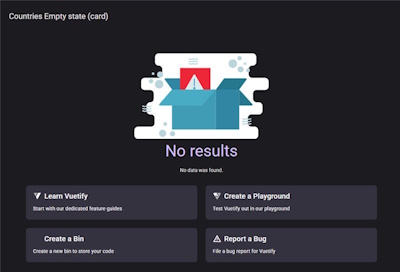 Countries Empty state (card)
No results
No data was found.
Learn Vuetify
Start with our dedicated feature-guides
Create a Playground
Test Vuetify out in our playground
Create a Bin
Create a new bin to store your code
Report a Bug
File a bug report for Vuetify